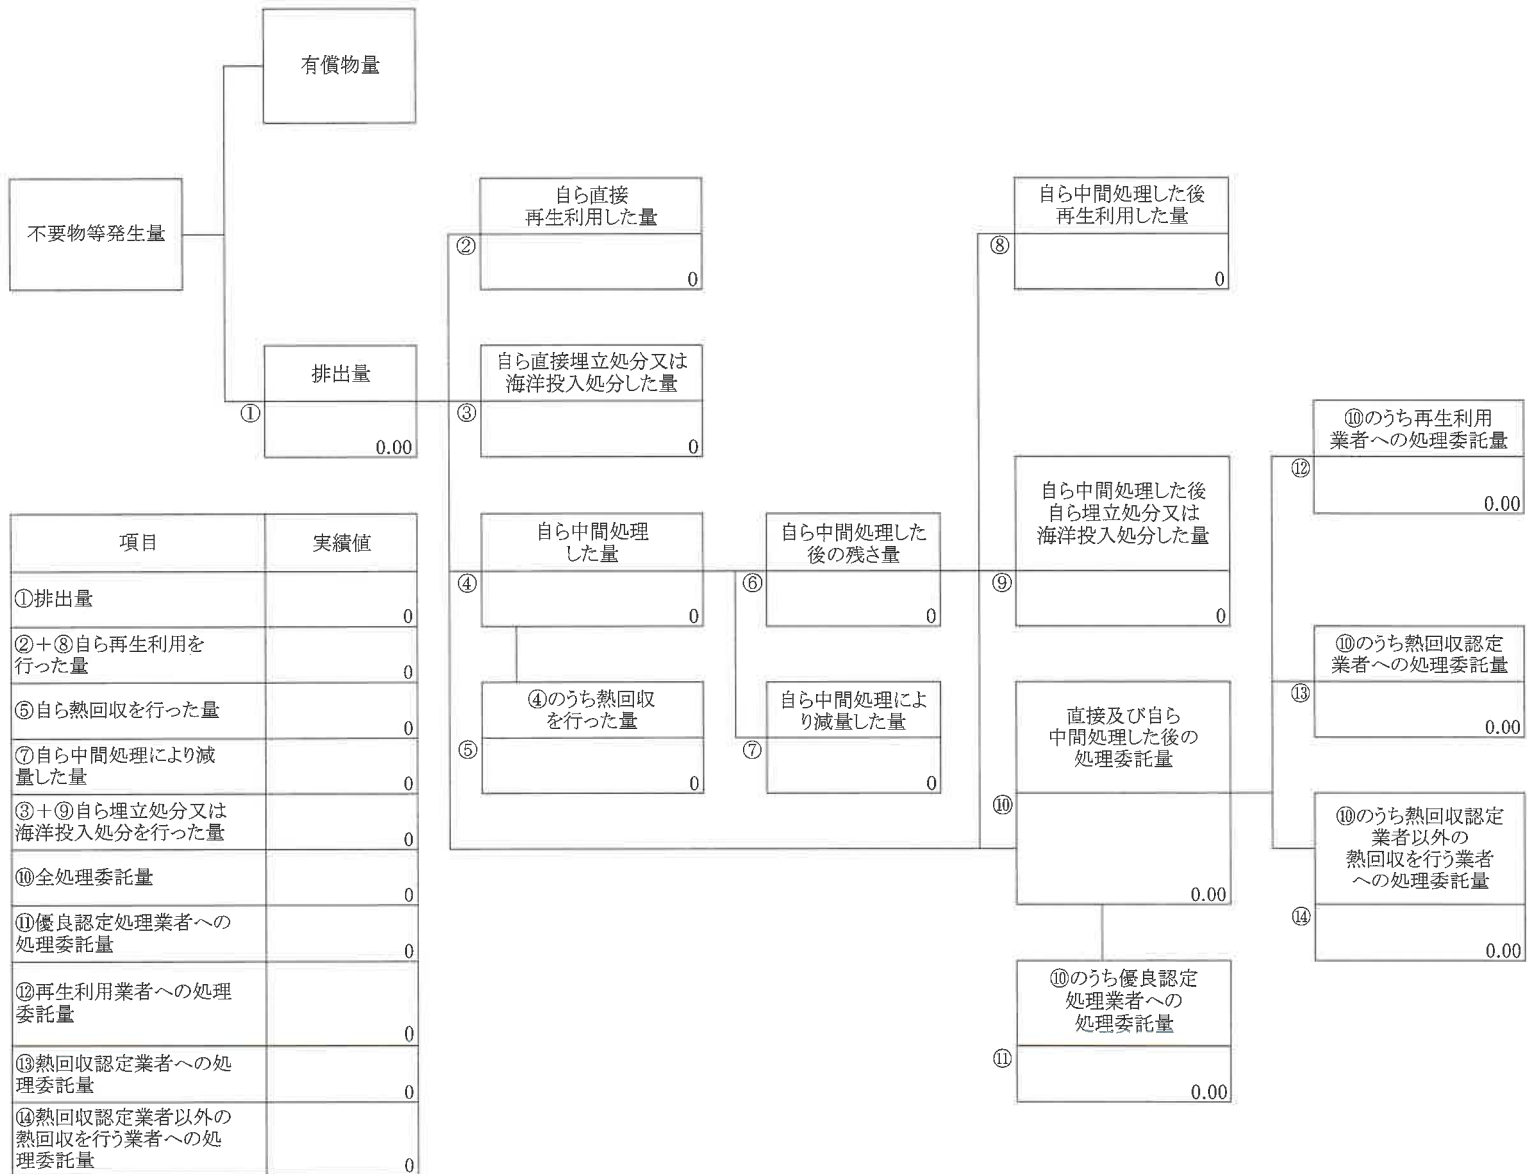 有償物量
不要物等発生量
排出量
①
0.00
自ら直接
再生利用した量
②
0
自ら直接埋立処分又は
海洋投入処分した量
③
0
自ら中間処理
した量
④
0
④のうち熱回収
を行った量
⑤
0
自ら中間処理した
後の残さ量
⑥
0
自ら中間処理によ
り減量した量
⑦
0
自ら中間処理した後
再生利用した量
⑧
0
自ら中間処理した後
自ら埋立処分又は
海洋投入処分した量
⑨
0
直接及び自ら
中間処理した後の
処理委託量
⑩
0.00
⑩のうち優良認定
処理業者への
処理委託量
⑪
0.00
⑩のうち再生利用
業者への処理委託量
⑫
0.00
⑩のうち熱回収認定
業者への処理委託量
⑬
0.00
⑩のうち熱回収認定
業者以外の
熱回収を行う業者
への処理委託量
⑭
0.00
項目 実績値
①排出量
0
②＋⑧自ら再生利用を
行った量
0
⑤自ら熱回収を行った量
0
⑦自ら中間処理により減
量した量
0
③＋⑨自ら埋立処分又は
海洋投入処分を行った量
0
⑩全処理委託量
0
⑪優良認定処理業者への
処理委託量
0
⑫再生利用業者への処理
委託量
0
⑬熱回収認定業者への処
理委託量
0
⑭熱回収認定業者以外の
熱回収を行う業者への処
理委託量
0